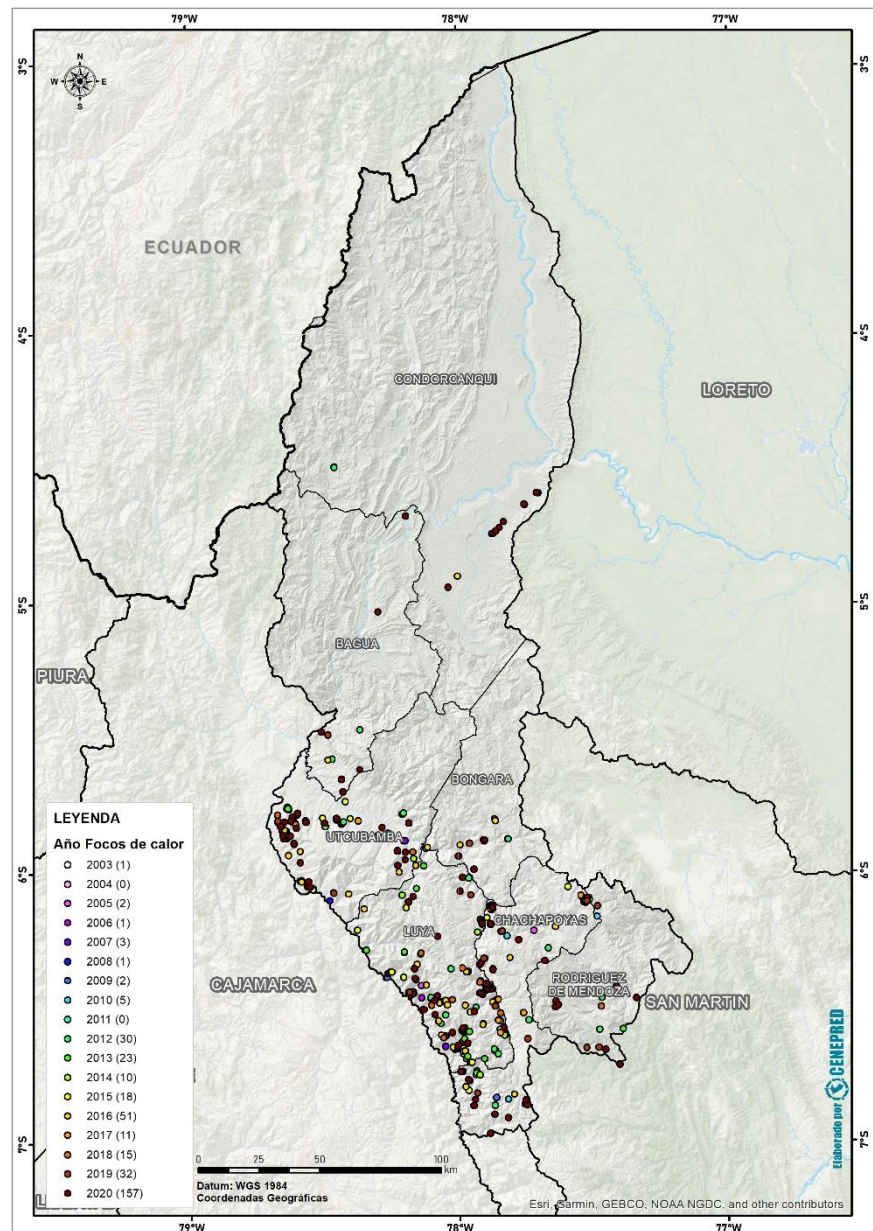 79°W 78°W 77°W
N
W E
S
3°S 3°S
ECUADOR
4°S 4°S
CONDORCANQUI
LORETO
5°S 5°S
BAGUA
PIURA
BONGARA
LEYENDA
Año Focos de calor
2003 (1)
2004 (0)
2005 (2)
2006 (1)
2007 (3)
2008 (1)
2009 (2)
2010 (5)
2011 (0)
2012 (30)
2013 (23)
2014 (10)
2015 (18)
2016 (51)
2017 (11)
2018 (15)
2019 (32)
2020 (157)
UTCUBAMBA
6°S 6°S
LUYA
CHACHAPOYAS
CAJAMARCA
RODRIGUEZ
DE MENDOZA
SAN MARTIN
Elaborado por CENEPRED
7°S 7°S
0 25 50 100
km
Datum: WGS 1984
Coordenadas Geográficas
Esri, Garmin, GEBCO, NOAA NGDC, and other contributors
79°W 78°W 77°W